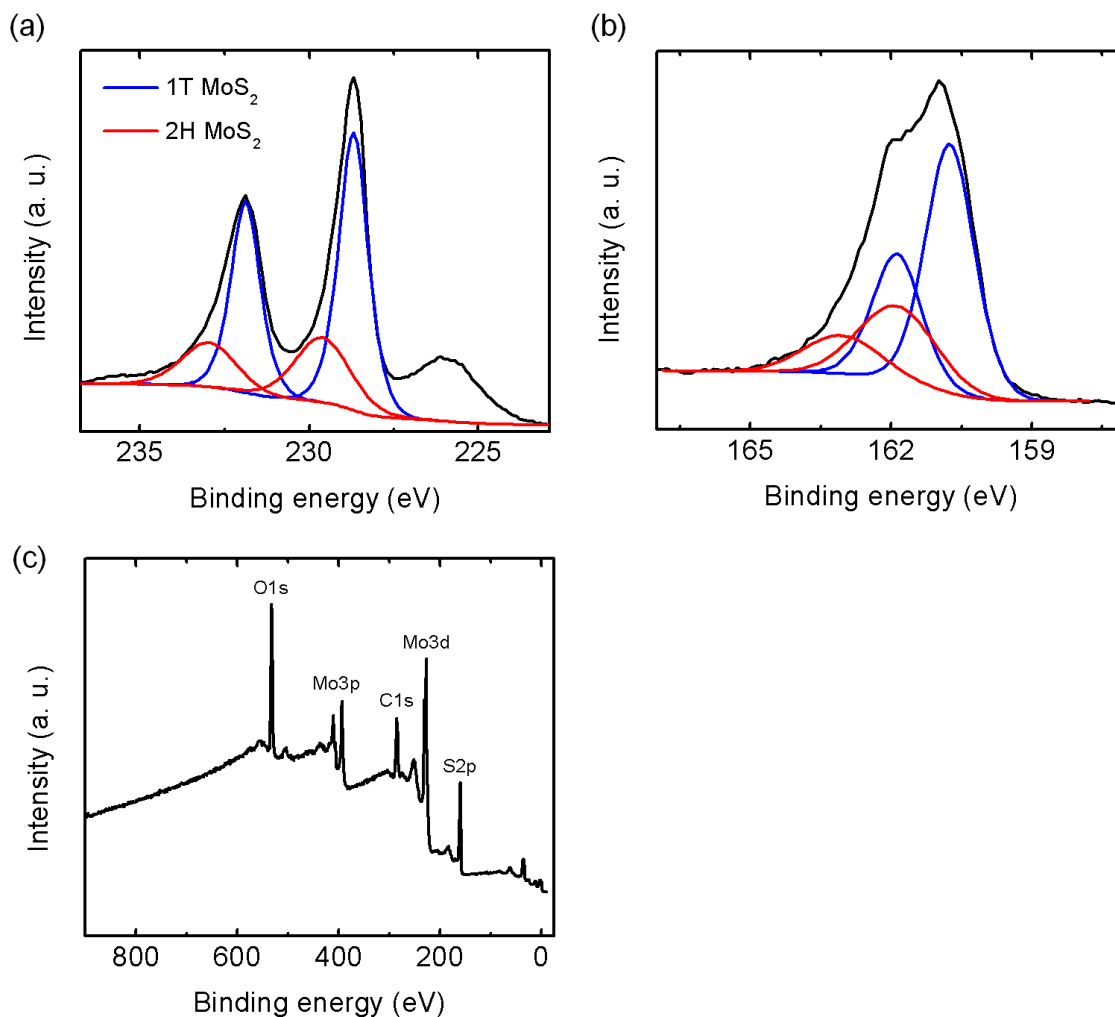 (a)
1T MoS₂
2H MoS₂
Intensity (a. u.)
235 230 225
Binding energy (eV)
(b)
Intensity (a. u.)
165 162 159
Binding energy (eV)
(c)
O1s
Mo3p
C1s
Mo3d
S2p
Intensity (a. u.)
800 600 400 200 0
Binding energy (eV)